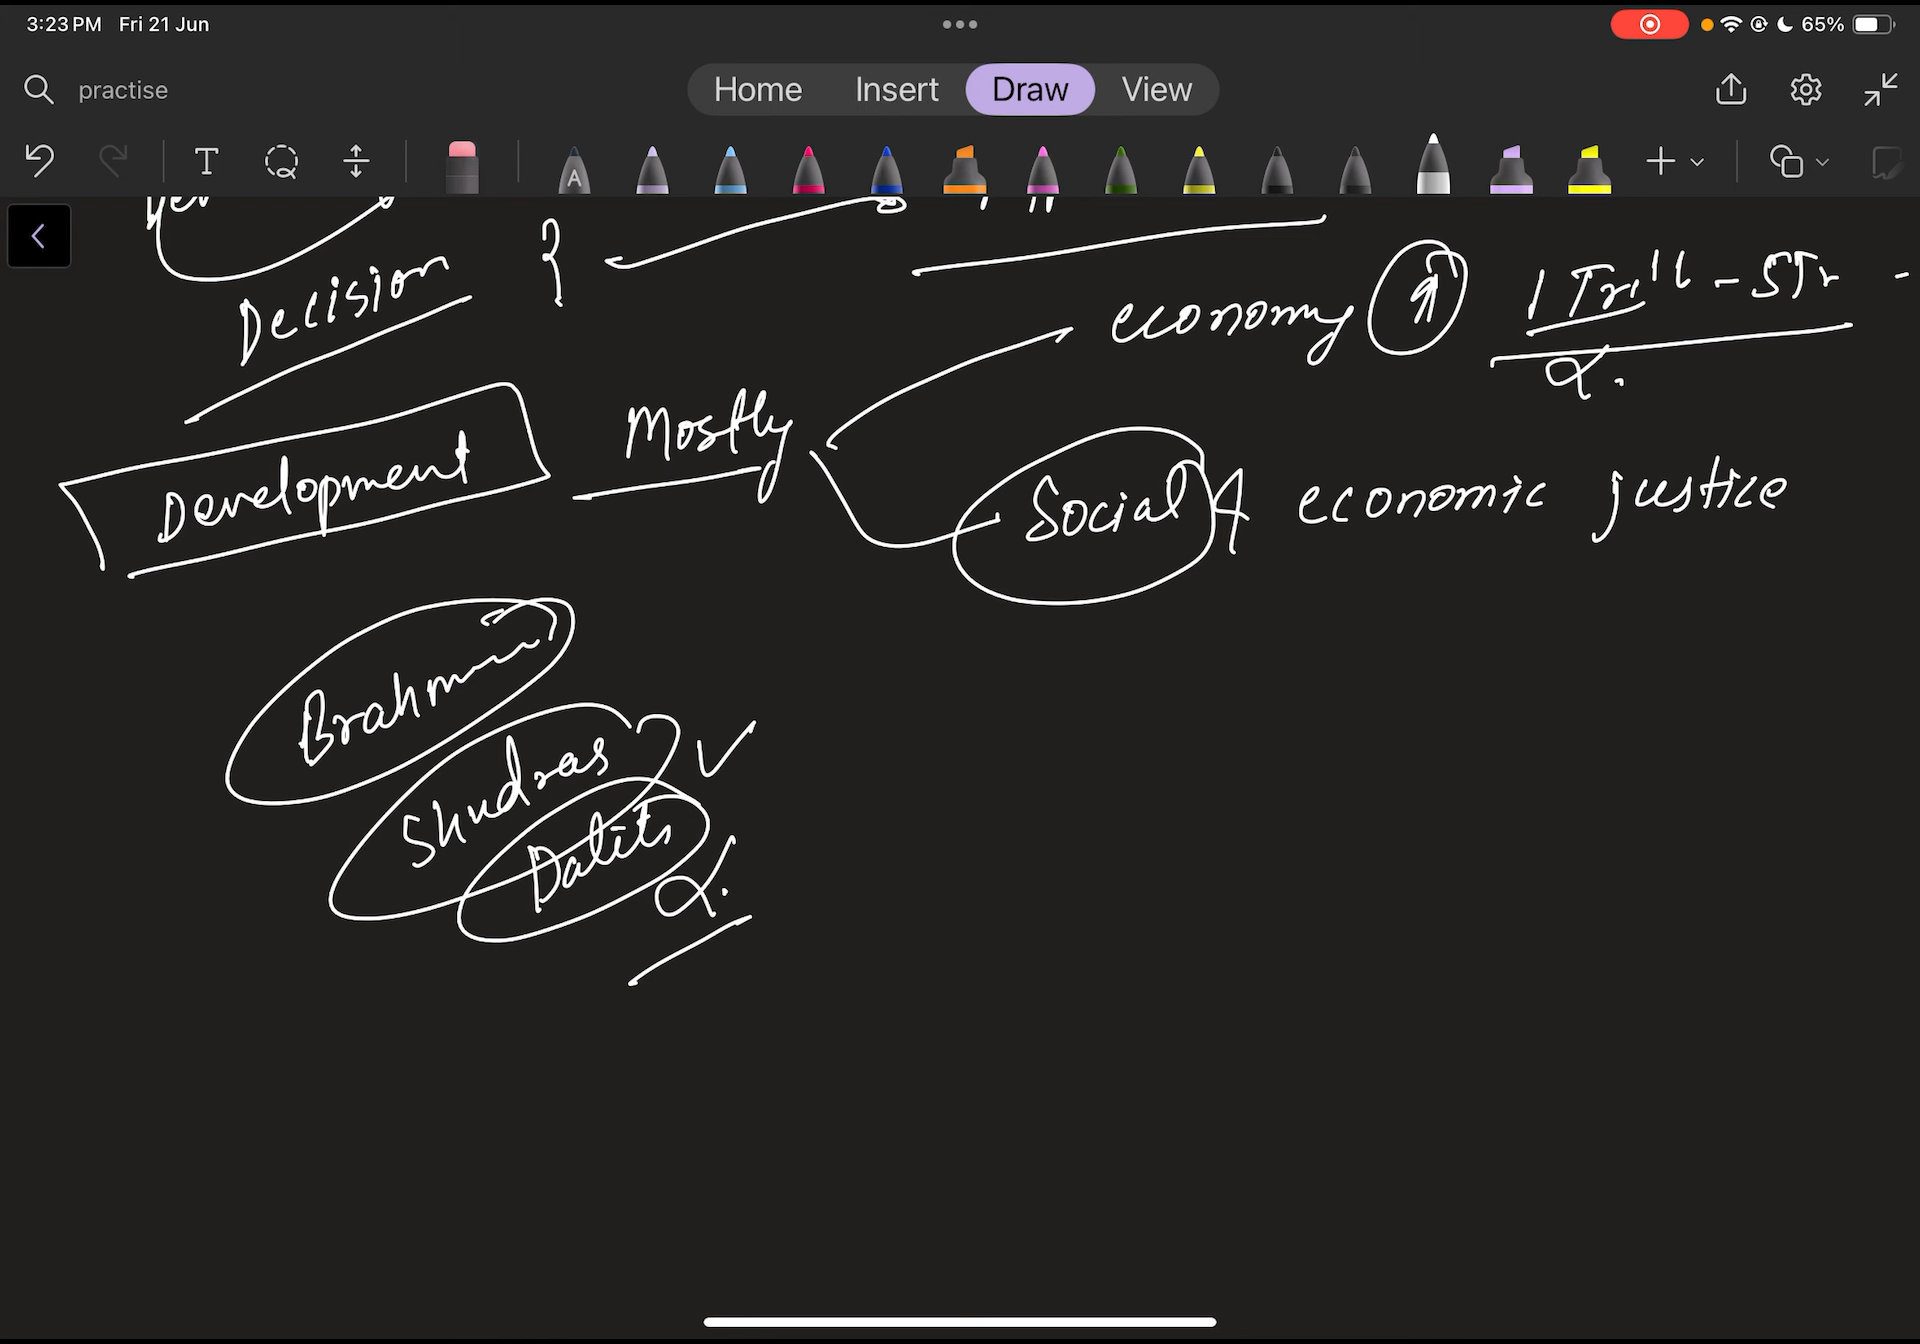 3:23 PM Fri 21 Jun
65%
practise
Home Insert Draw View
T
A
Decision
economy
1 Trill - 5Tr -
Development Mostly
Social & economic justice
Brahmin
Shudras
Dalits